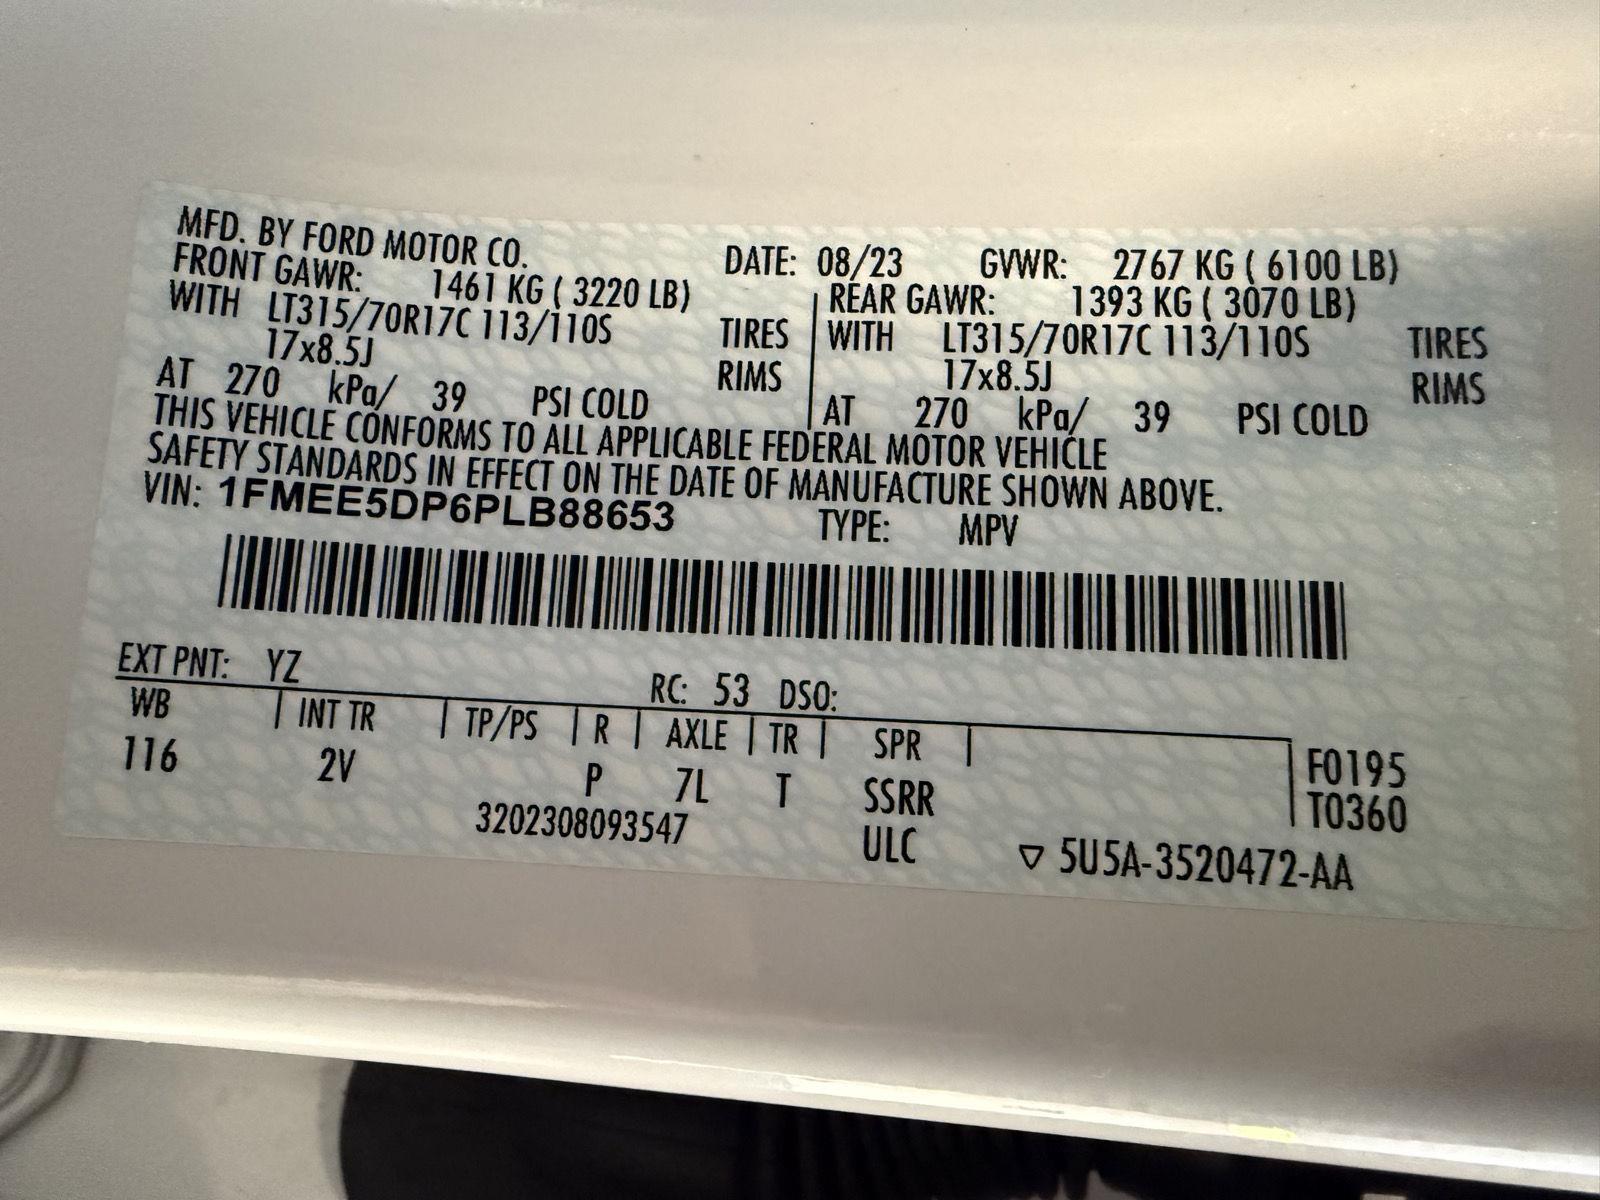 MFD. BY FORD MOTOR CO. DATE: 08/23 GVWR: 2767 KG ( 6100 LB)
FRONT GAWR: 1461 KG ( 3220 LB) REAR GAWR: 1393 KG ( 3070 LB)
WITH LT315/70R17C 113/110S TIRES WITH LT315/70R17C 113/110S TIRES
17x8.5J RIMS 17x8.5J RIMS
AT 270 kPa/ 39 PSI COLD AT 270 kPa/ 39 PSI COLD
THIS VEHICLE CONFORMS TO ALL APPLICABLE FEDERAL MOTOR VEHICLE
SAFETY STANDARDS IN EFFECT ON THE DATE OF MANUFACTURE SHOWN ABOVE.
VIN: 1FMEE5DP6PLB88653 TYPE: MPV
EXT PNT: YZ RC: 53 DSO:
WB | INT TR | TP/PS | R | AXLE | TR | SPR | F0195
116 2V P 7L T SSRR T0360
3202308093547 ULC ▽ 5U5A-3520472-AA